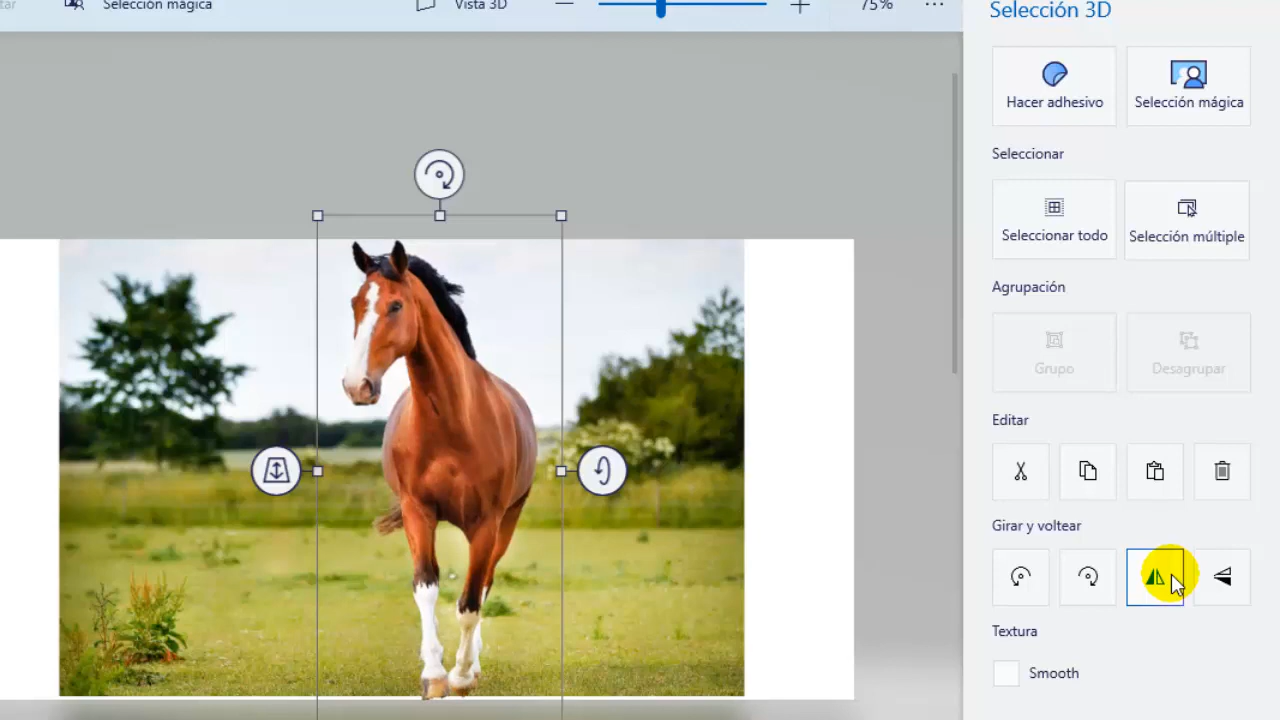 Selección mágica
Vista 3D
75%
Selección 3D
Hacer adhesivo
Selección mágica
Seleccionar
Seleccionar todo
Selección múltiple
Agrupación
Grupo
Desagrupar
Editar
Girar y voltear
Textura
Smooth